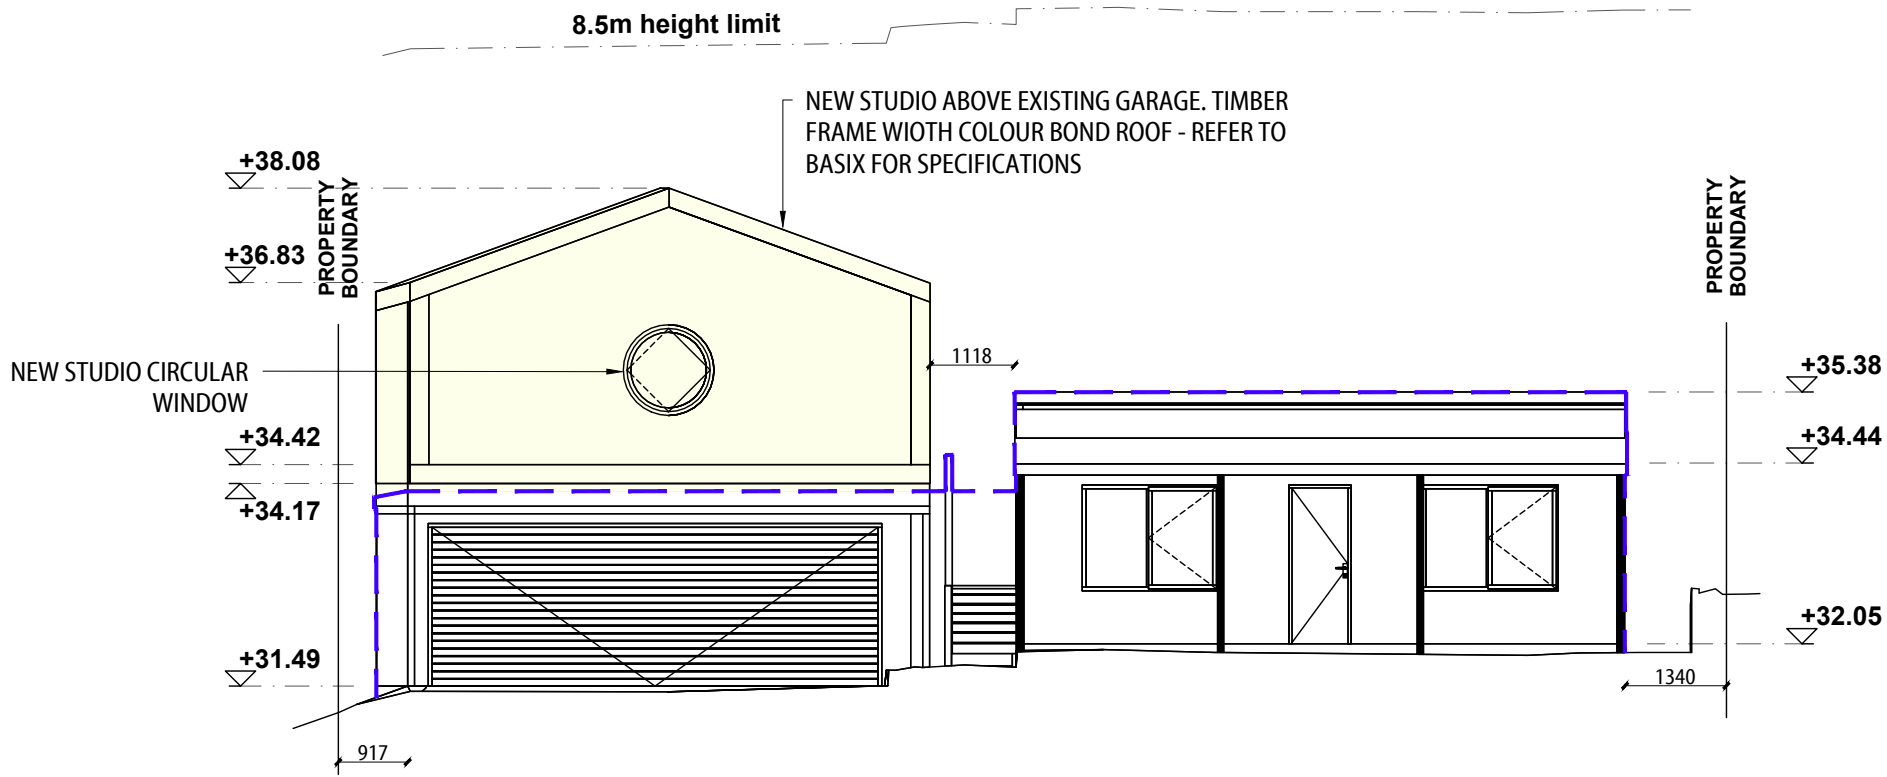 8.5m height limit
NEW STUDIO ABOVE EXISTING GARAGE. TIMBER
FRAME WIOTH COLOUR BOND ROOF - REFER TO
BASIX FOR SPECIFICATIONS
+38.08
PROPERTY
BOUNDARY
PROPERTY
BOUNDARY
+36.83
1118
NEW STUDIO CIRCULAR
WINDOW
+35.38
+34.42
+34.44
+34.17
+32.05
+31.49
1340
917